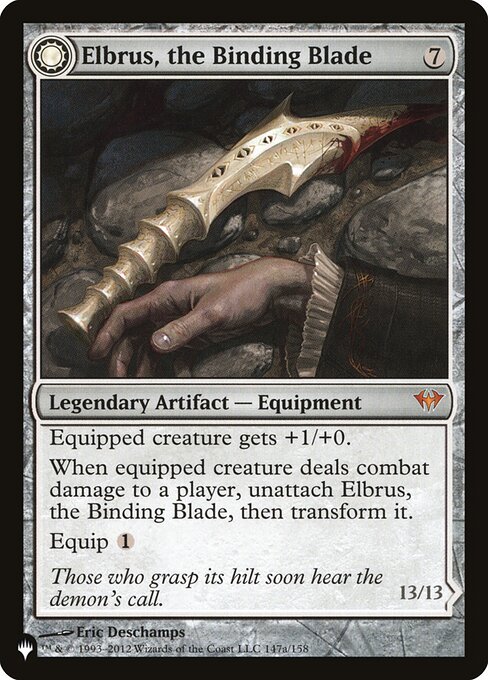 Elbrus, the Binding Blade 7
Legendary Artifact — Equipment
Equipped creature gets +1/+0.
When equipped creature deals combat
damage to a player, unattach Elbrus,
the Binding Blade, then transform it.
Equip 1
Those who grasp its hilt soon hear the
demon's call.
13/13
Eric Deschamps
™ & © 1993–2012 Wizards of the Coast LLC 147a/158